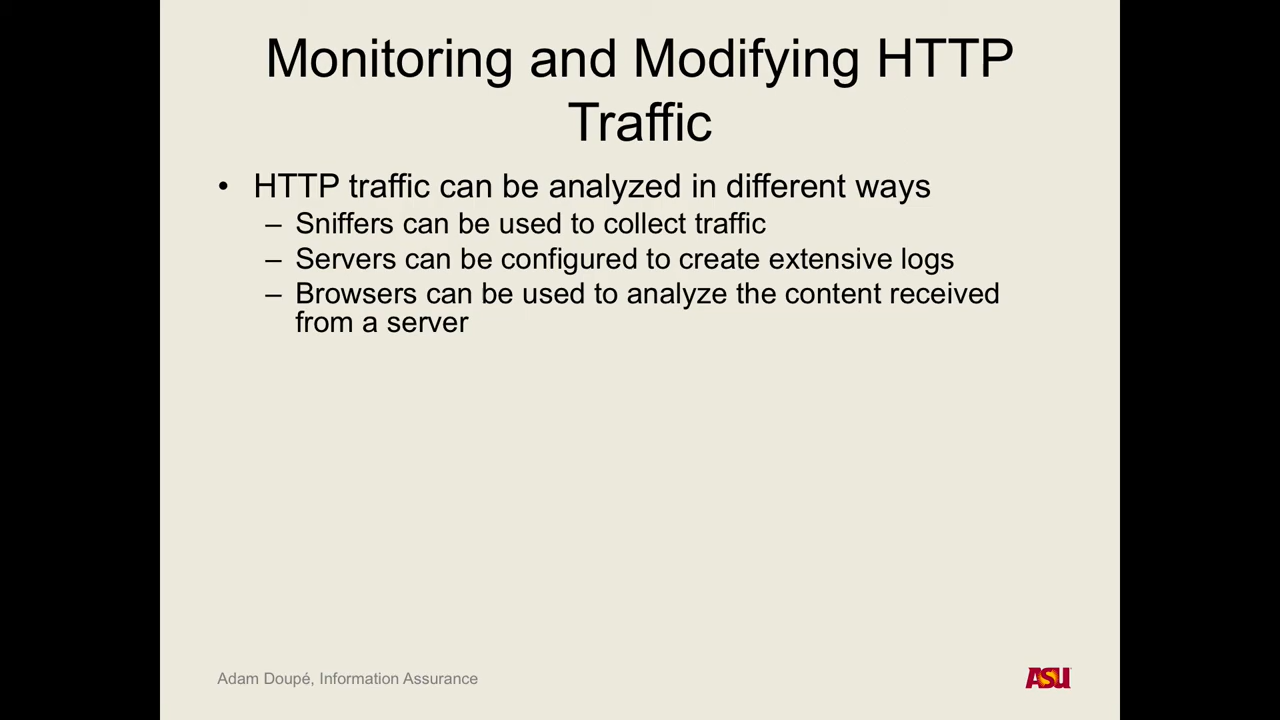 Monitoring and Modifying HTTP
Traffic
• HTTP traffic can be analyzed in different ways
– Sniffers can be used to collect traffic
– Servers can be configured to create extensive logs
– Browsers can be used to analyze the content received
from a server
Adam Doupé, Information Assurance
ASU